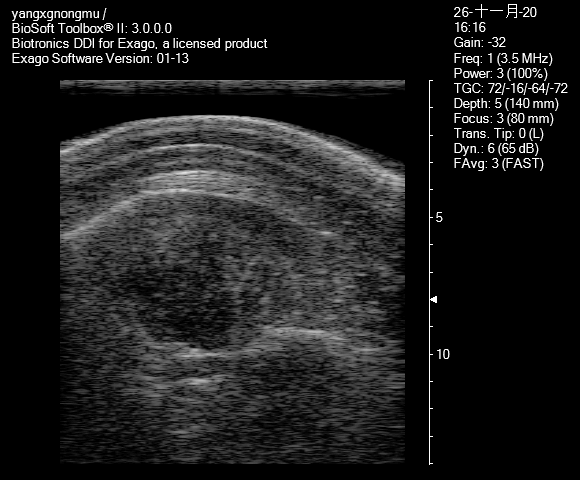 yangxgnongmu /
BioSoft Toolbox® II: 3.0.0.0
Biotronics DDI for Exago, a licensed product
Exago Software Version: 01-13
26-十一月-20
16:16
Gain: -32
Freq: 1 (3.5 MHz)
Power: 3 (100%)
TGC: 72/-16/-64/-72
Depth: 5 (140 mm)
Focus: 3 (80 mm)
Trans. Tip: 0 (L)
Dyn.: 6 (65 dB)
FAvg: 3 (FAST)
5
10